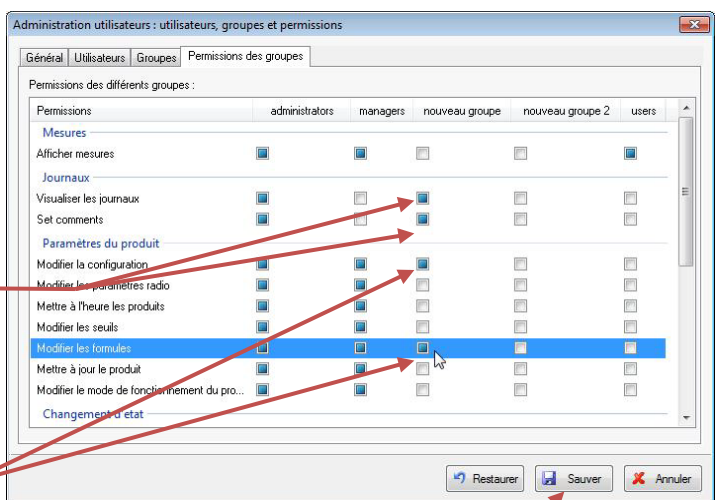 Administration utilisateurs : utilisateurs, groupes et permissions
Général Utilisateurs Groupes Permissions des groupes
Permissions des différents groupes :
Permissions administrators managers nouveau groupe nouveau groupe 2 users
Mesures
Afficher mesures
Journaux
Visualiser les journaux
Set comments
Paramètres du produit
Modifier la configuration
Modifier les paramètres radio
Mettre à l'heure les produits
Modifier les seuils
Modifier les formules
Mettre à jour le produit
Modifier le mode de fonctionnement du pro...
Changement d'etat
Restaurer Sauver Annuler